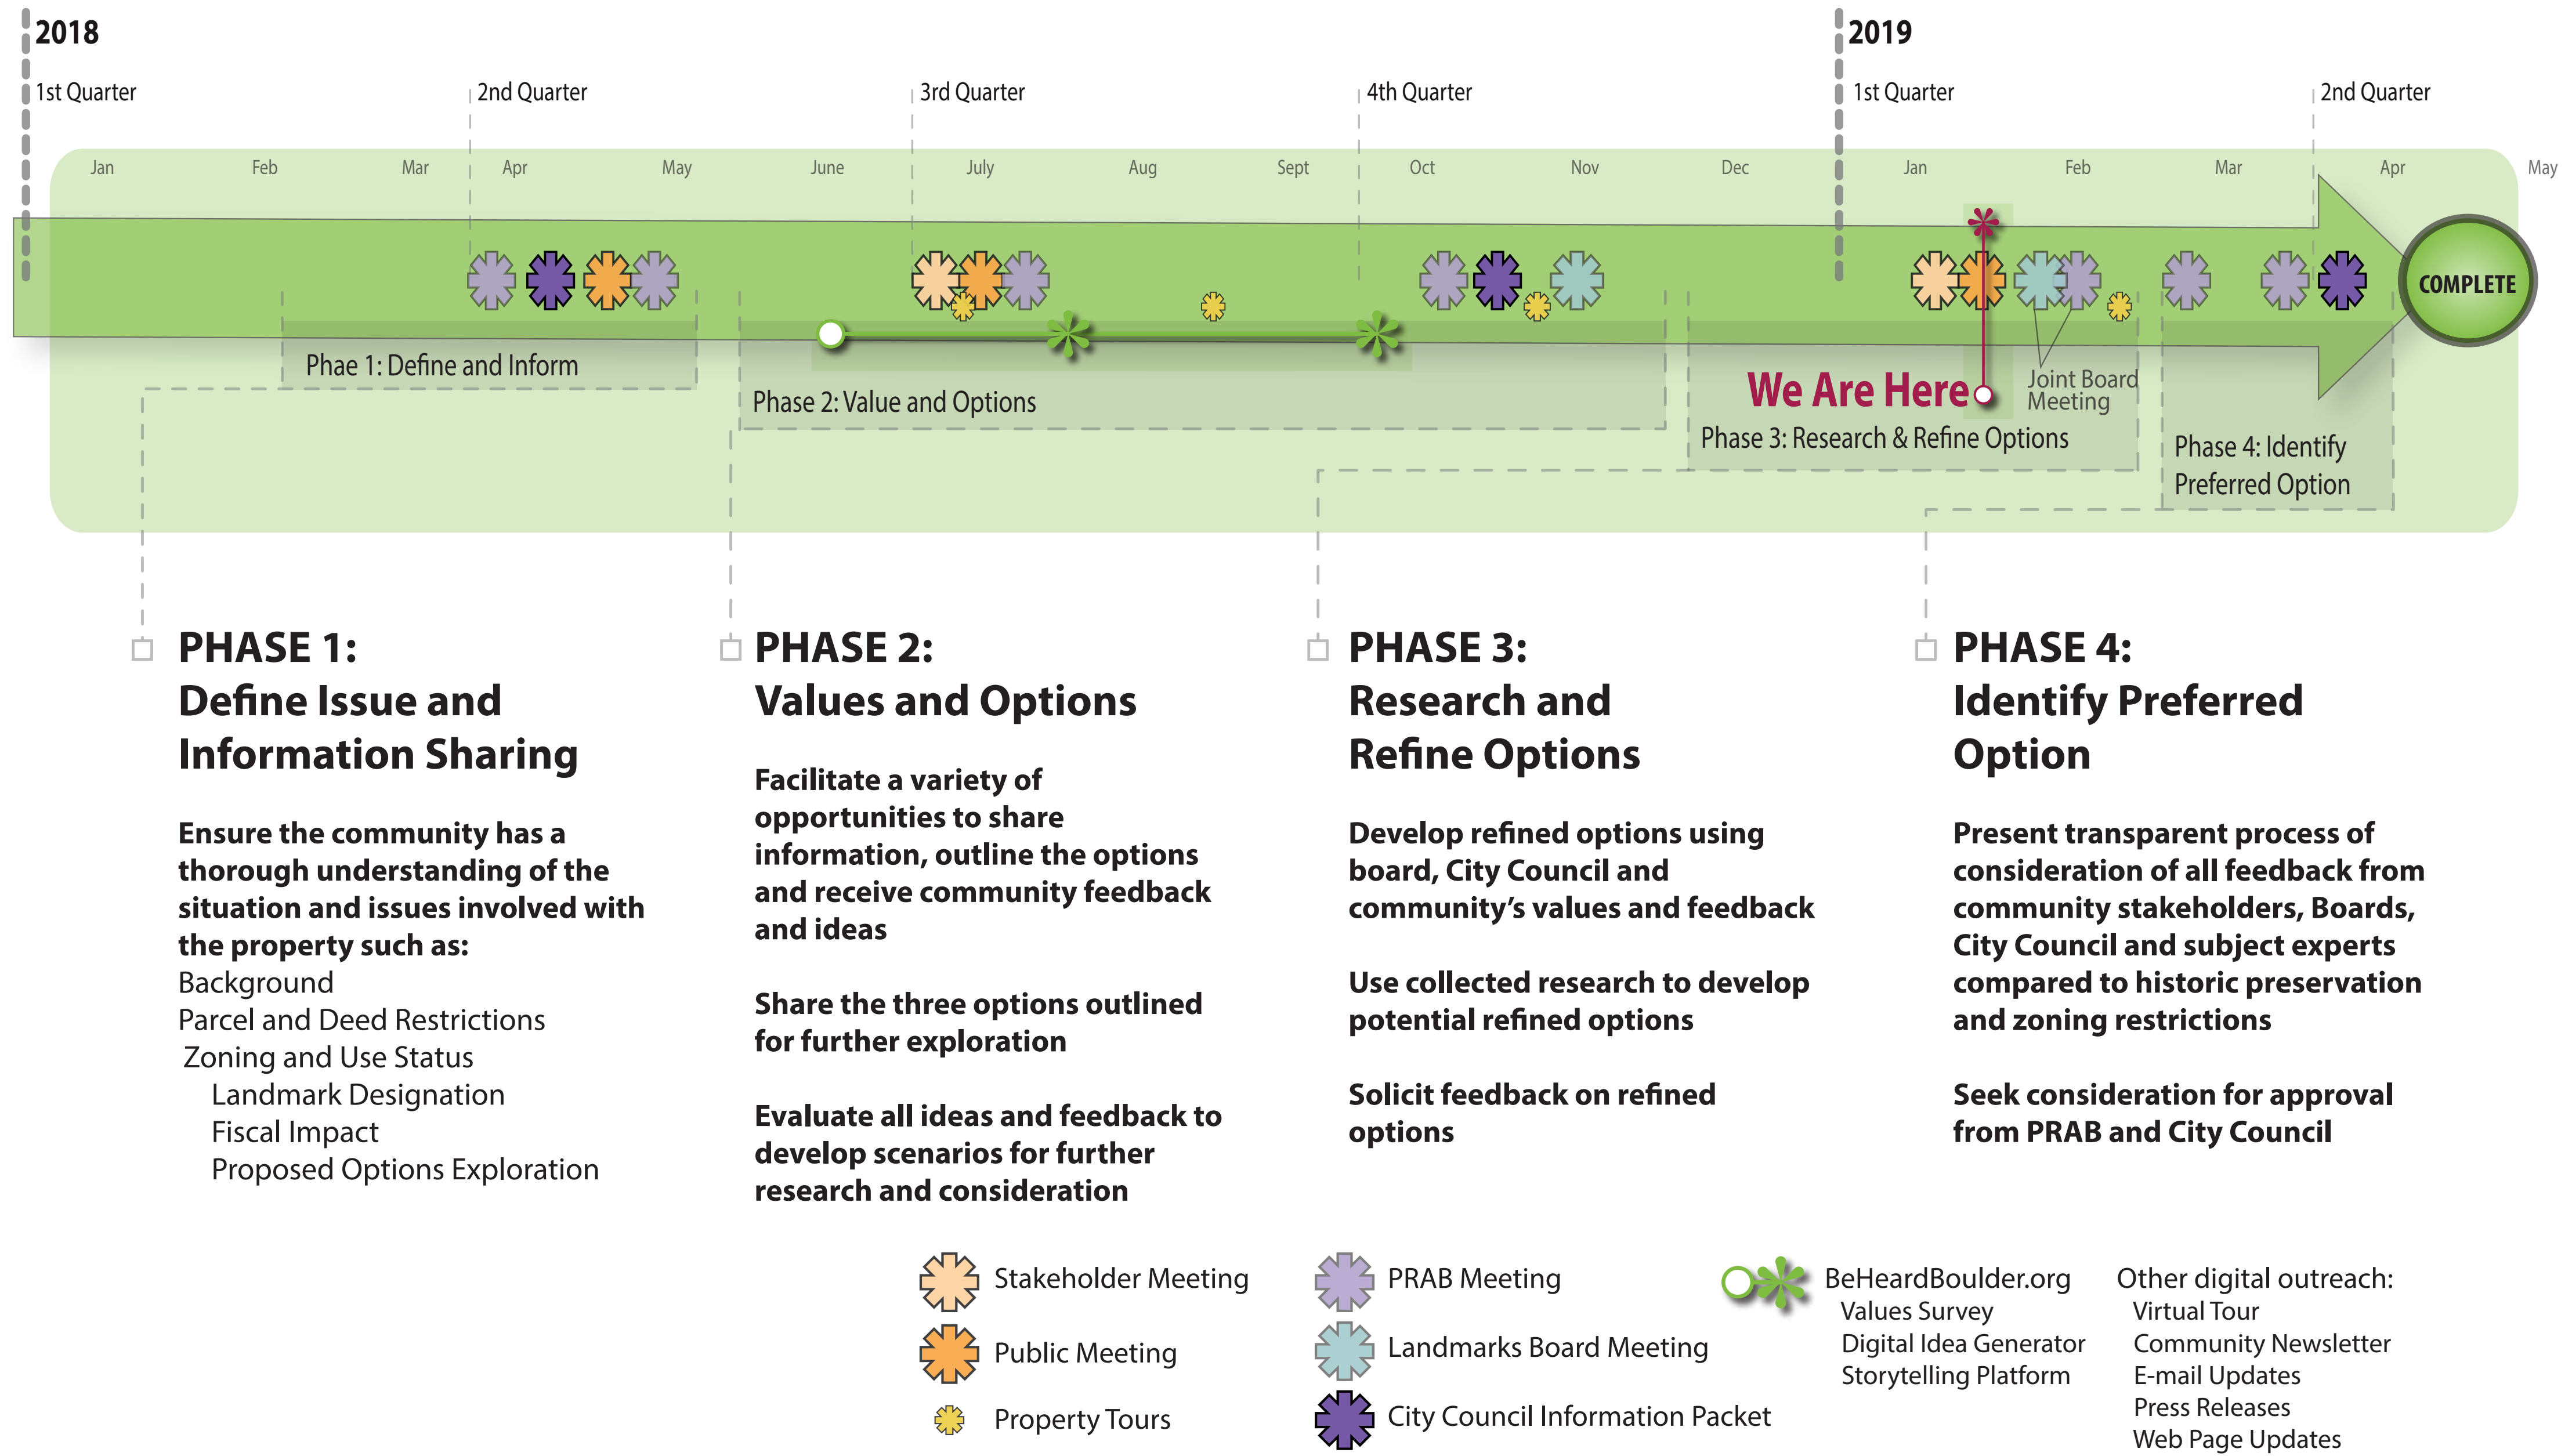 2018
2019
1st Quarter
2nd Quarter
3rd Quarter
4th Quarter
1st Quarter
2nd Quarter
Jan
Feb
Mar
Apr
May
June
July
Aug
Sept
Oct
Nov
Dec
Jan
Feb
Mar
Apr
May
COMPLETE
Phae 1: Define and Inform
Phase 2: Value and Options
We Are Here
Joint Board
Meeting
Phase 3: Research & Refine Options
Phase 4: Identify
Preferred Option
PHASE 1:
Define Issue and
Information Sharing
Ensure the community has a
thorough understanding of the
situation and issues involved with
the property such as:
Background
Parcel and Deed Restrictions
Zoning and Use Status
Landmark Designation
Fiscal Impact
Proposed Options Exploration
PHASE 2:
Values and Options
Facilitate a variety of
opportunities to share
information, outline the options
and receive community feedback
and ideas
Share the three options outlined
for further exploration
Evaluate all ideas and feedback to
develop scenarios for further
research and consideration
PHASE 3:
Research and
Refine Options
Develop refined options using
board, City Council and
community’s values and feedback
Use collected research to develop
potential refined options
Solicit feedback on refined
options
PHASE 4:
Identify Preferred
Option
Present transparent process of
consideration of all feedback from
community stakeholders, Boards,
City Council and subject experts
compared to historic preservation
and zoning restrictions
Seek consideration for approval
from PRAB and City Council
Stakeholder Meeting
Public Meeting
Property Tours
PRAB Meeting
Landmarks Board Meeting
City Council Information Packet
BeHeardBoulder.org
Values Survey
Digital Idea Generator
Storytelling Platform
Other digital outreach:
Virtual Tour
Community Newsletter
E-mail Updates
Press Releases
Web Page Updates